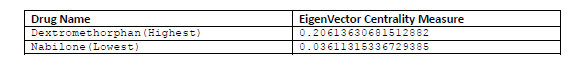 Drug Name EigenVector Centrality Measure
Dextromethorphan(Highest) 0.20613630681512882
Nabilone(Lowest) 0.03611315336729385